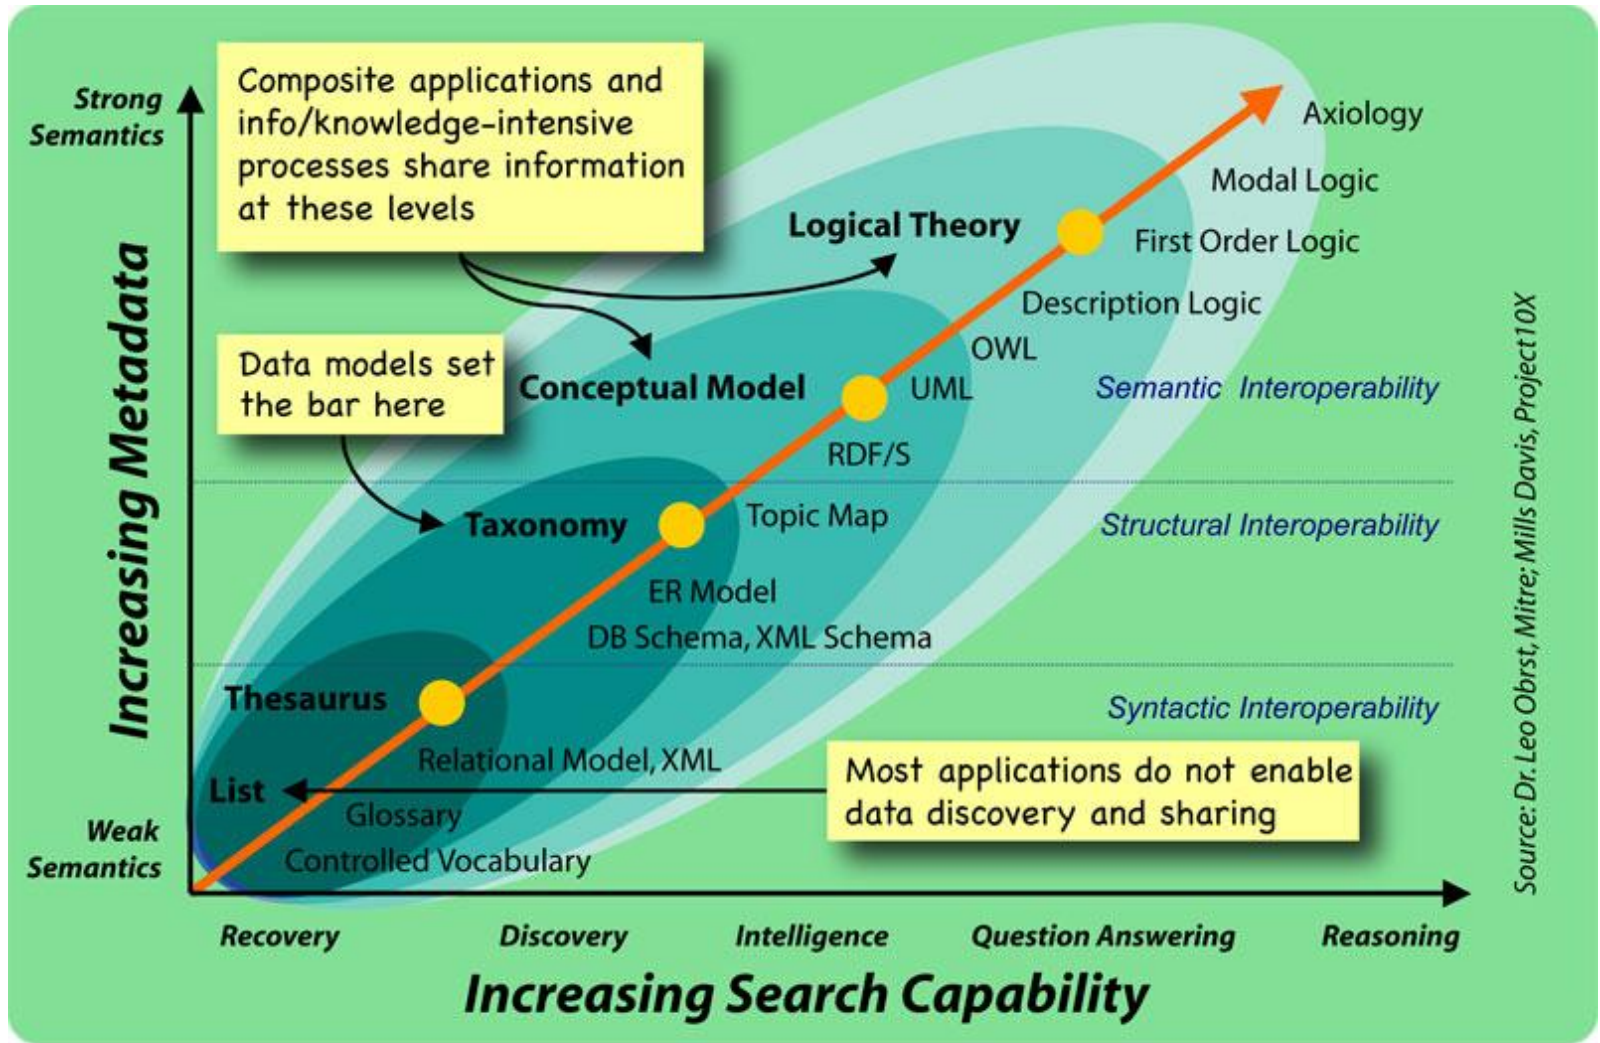 Strong
Semantics
Composite applications and
info/knowledge-intensive
processes share information
at these levels
Axiology
Modal Logic
Logical Theory
First Order Logic
Description Logic
OWL
Data models set
the bar here
Conceptual Model
UML
Semantic Interoperability
RDF/S
Taxonomy
Topic Map
Structural Interoperability
ER Model
DB Schema, XML Schema
Thesaurus
Syntactic Interoperability
Relational Model, XML
List
Most applications do not enable
data discovery and sharing
Glossary
Controlled Vocabulary
Weak
Semantics
Increasing Metadata
Recovery
Discovery
Intelligence
Question Answering
Reasoning
Increasing Search Capability
Source: Dr. Leo Obrst, Mitre; Mills Davis, Project10X